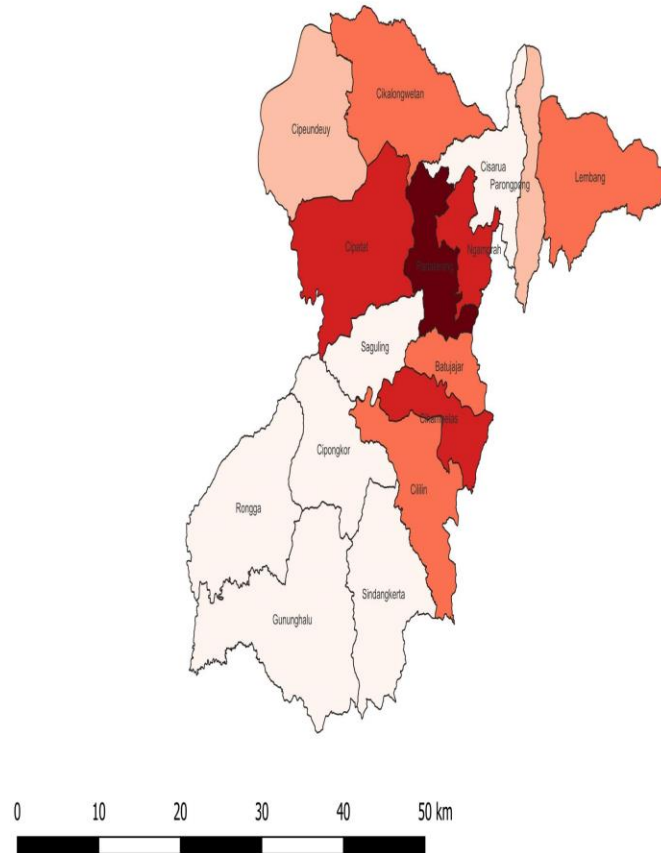 Cikalongwetan
Cipeundeuy
Cisarua
Parongpong
Lembang
Cipatat
Ngamprah
Padalarang
Saguling
Batujajar
Cihampelas
Cipongkor
Cililin
Rongga
Sindangkerta
Gununghalu
0 10 20 30 40 50 km